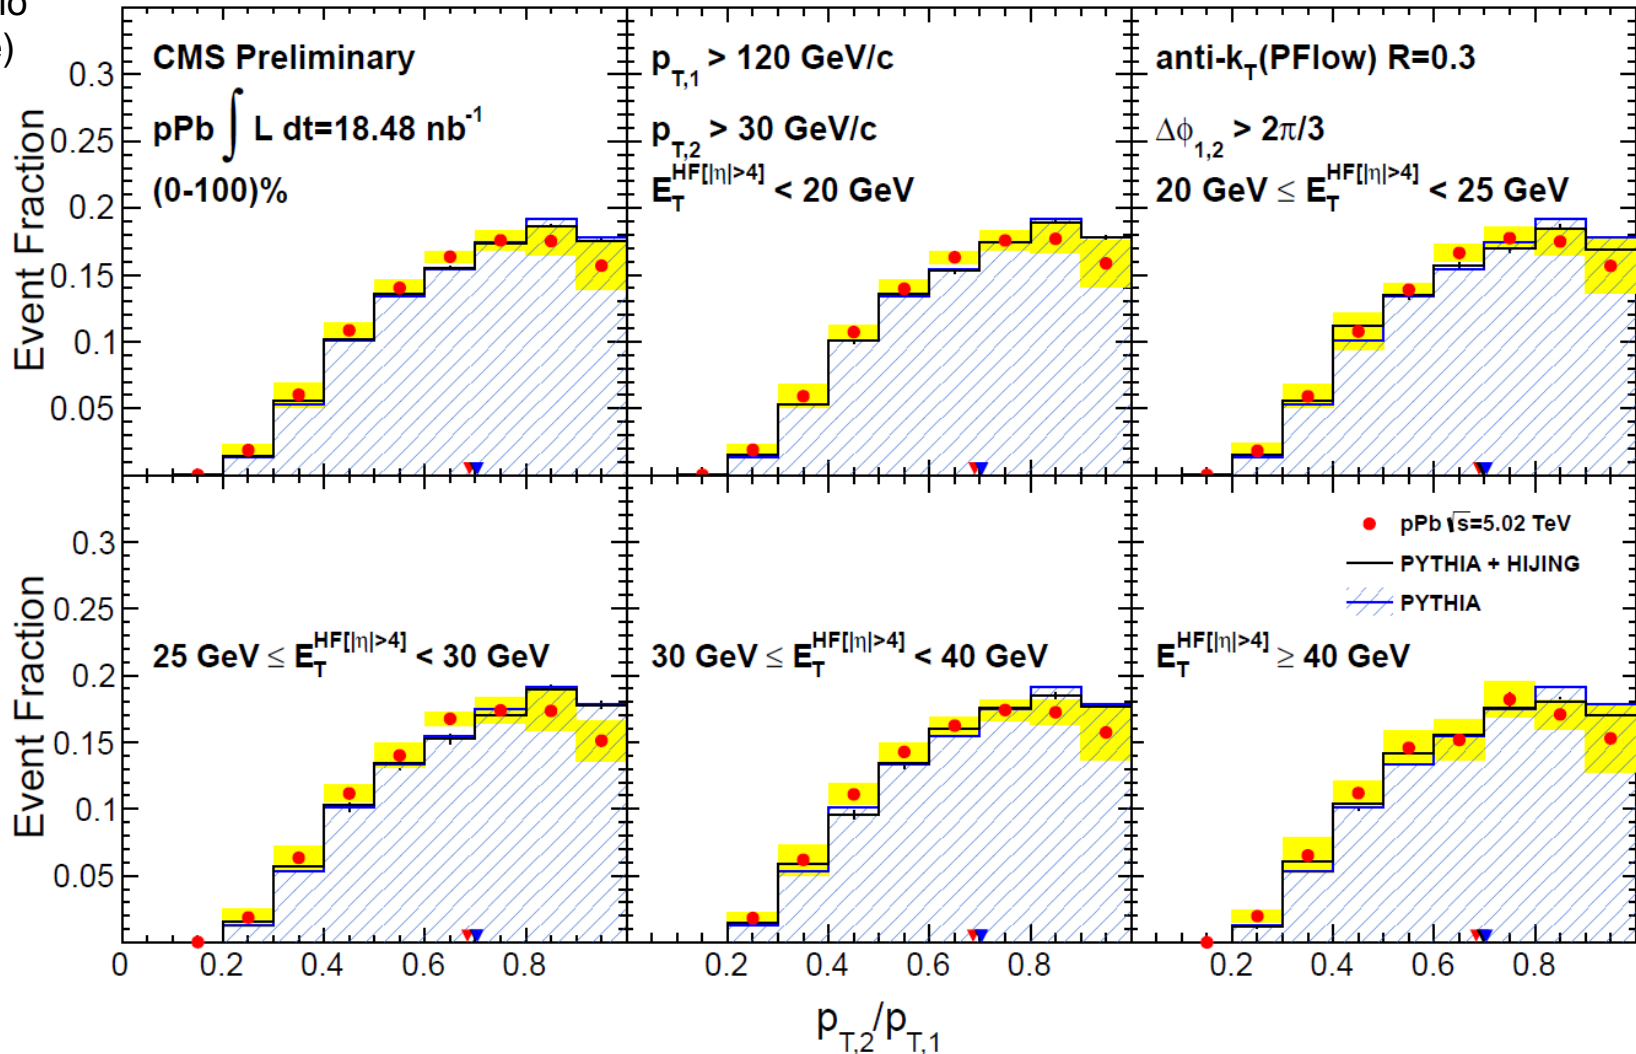 io
e)
CMS Preliminary
pPb ∫ L dt=18.48 nb⁻¹
(0-100)%
p_T,1 > 120 GeV/c
p_T,2 > 30 GeV/c
E_T^HF[|η|>4] < 20 GeV
anti-k_T(PFlow) R=0.3
Δϕ_1,2 > 2π/3
20 GeV ≤ E_T^HF[|η|>4] < 25 GeV
Event Fraction
0.3
0.25
0.2
0.15
0.1
0.05
pPb √s=5.02 TeV
PYTHIA + HIJING
PYTHIA
25 GeV ≤ E_T^HF[|η|>4] < 30 GeV
30 GeV ≤ E_T^HF[|η|>4] < 40 GeV
E_T^HF[|η|>4] ≥ 40 GeV
Event Fraction
0.3
0.25
0.2
0.15
0.1
0.05
0 0.2 0.4 0.6 0.8
0.2 0.4 0.6 0.8
0.2 0.4 0.6 0.8
p_T,2/p_T,1